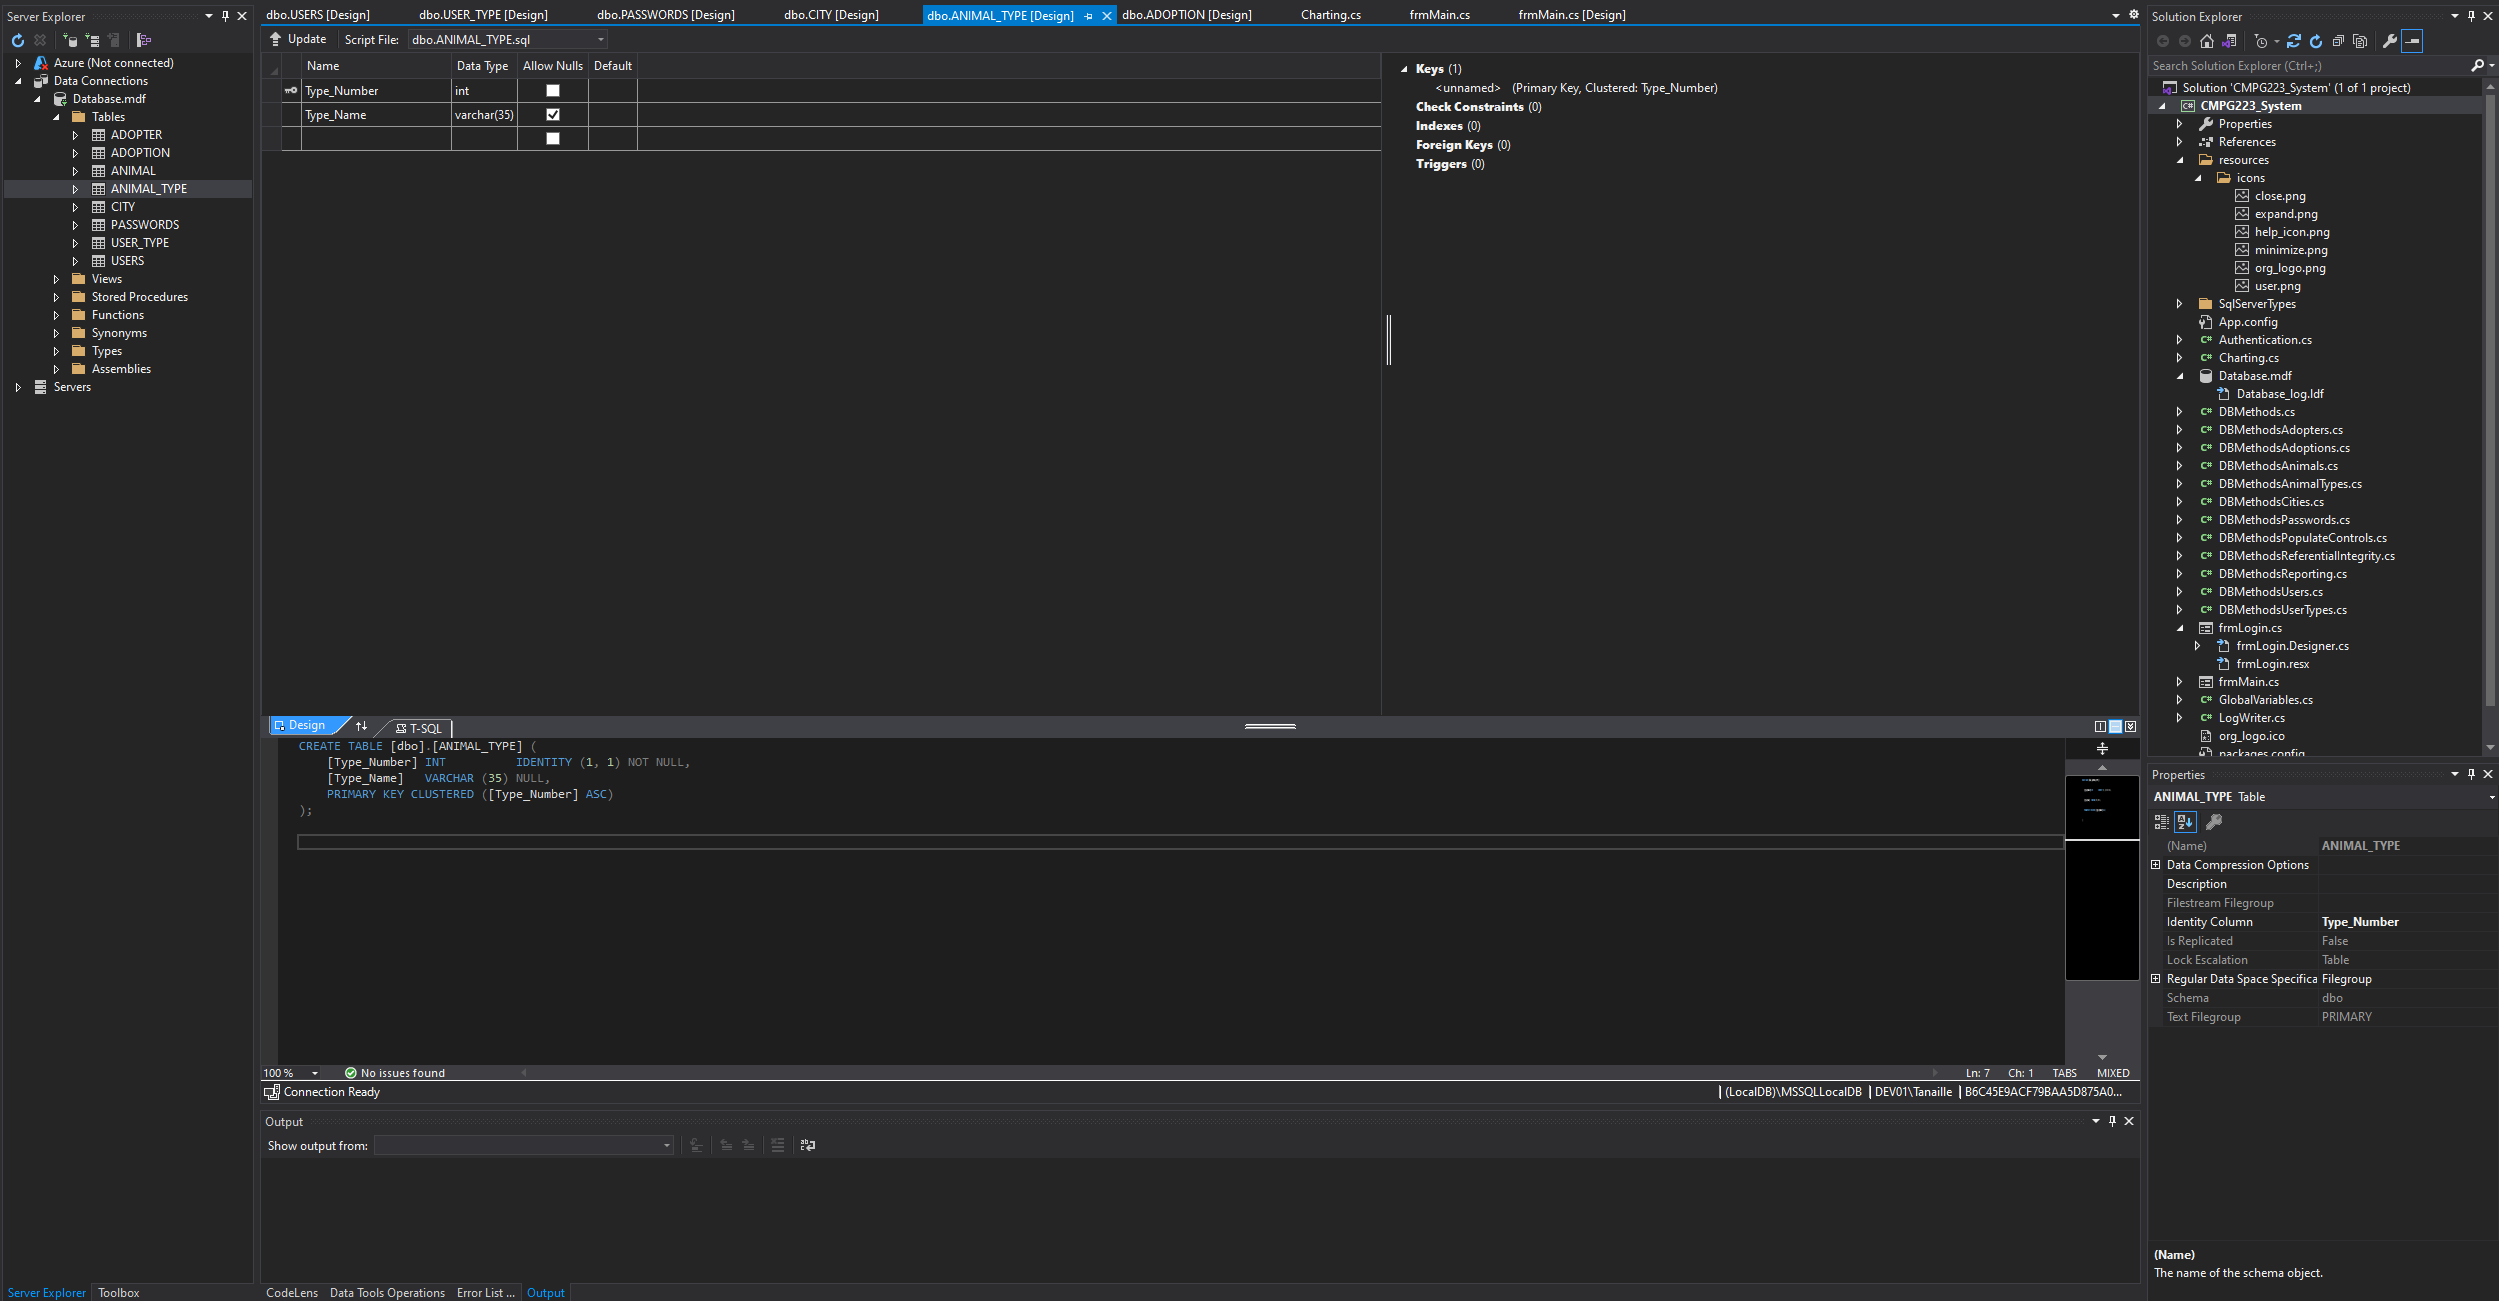 Server Explorer
Azure (Not connected)
Data Connections
Database.mdf
Tables
ADOPTER
ADOPTION
ANIMAL
ANIMAL_TYPE
CITY
PASSWORDS
USER_TYPE
USERS
Views
Stored Procedures
Functions
Synonyms
Types
Assemblies
Servers
Server Explorer Toolbox
dbo.USERS [Design] dbo.USER_TYPE [Design] dbo.PASSWORDS [Design] dbo.CITY [Design] dbo.ANIMAL_TYPE [Design] dbo.ADOPTION [Design] Charting.cs frmMain.cs frmMain.cs [Design]
Update Script File: dbo.ANIMAL_TYPE.sql
Name Data Type Allow Nulls Default
Type_Number int
Type_Name varchar(35)
Keys (1)
<unnamed> (Primary Key, Clustered: Type_Number)
Check Constraints (0)
Indexes (0)
Foreign Keys (0)
Triggers (0)
Design T-SQL
CREATE TABLE [dbo].[ANIMAL_TYPE] (
[Type_Number] INT IDENTITY (1, 1) NOT NULL,
[Type_Name] VARCHAR (35) NULL,
PRIMARY KEY CLUSTERED ([Type_Number] ASC)
);
100 % No issues found Ln: 7 Ch: 1 TABS MIXED
Connection Ready (LocalDB)\MSSQLLocalDB DEV01\Tanaille B6C45E9ACF79BAA5D875A0...
Output
Show output from:
CodeLens Data Tools Operations Error List ... Output
Solution Explorer
Search Solution Explorer (Ctrl+;)
Solution 'CMPG223_System' (1 of 1 project)
CMPG223_System
Properties
References
resources
icons
close.png
expand.png
help_icon.png
minimize.png
org_logo.png
user.png
SqlServerTypes
App.config
Authentication.cs
Charting.cs
Database.mdf
Database_log.ldf
DBMethods.cs
DBMethodsAdopters.cs
DBMethodsAdoptions.cs
DBMethodsAnimals.cs
DBMethodsAnimalTypes.cs
DBMethodsCities.cs
DBMethodsPasswords.cs
DBMethodsPopulateControls.cs
DBMethodsReferentialIntegrity.cs
DBMethodsReporting.cs
DBMethodsUsers.cs
DBMethodsUserTypes.cs
frmLogin.cs
frmLogin.Designer.cs
frmLogin.resx
frmMain.cs
GlobalVariables.cs
LogWriter.cs
org_logo.ico
packages.config
Properties
ANIMAL_TYPE Table
(Name) ANIMAL_TYPE
Data Compression Options
Description
Filestream Filegroup
Identity Column Type_Number
Is Replicated False
Lock Escalation Table
Regular Data Space Specifica Filegroup
Schema dbo
Text Filegroup PRIMARY
(Name)
The name of the schema object.